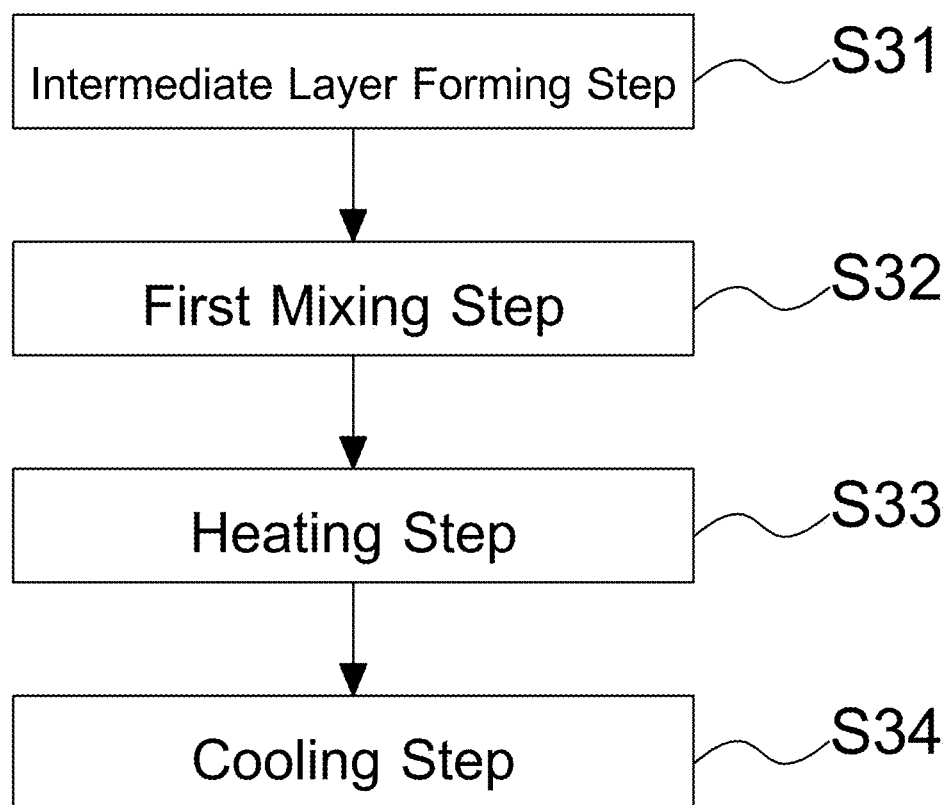 Intermediate Layer Forming Step
S31
First Mixing Step
S32
Heating Step
S33
Cooling Step
S34